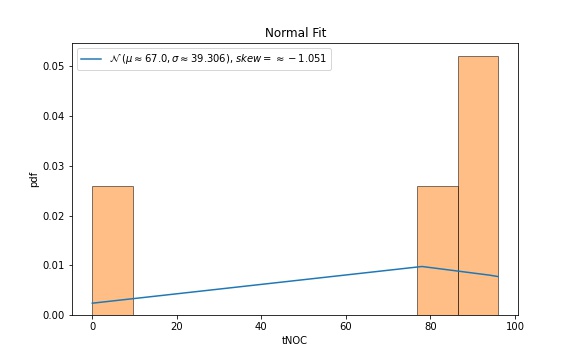 Normal Fit
𝒩(μ ≈ 67.0, σ ≈ 39.306), skew = ≈ −1.051
pdf
0.05
0.04
0.03
0.02
0.01
0.00
0 20 40 60 80 100
tNOC